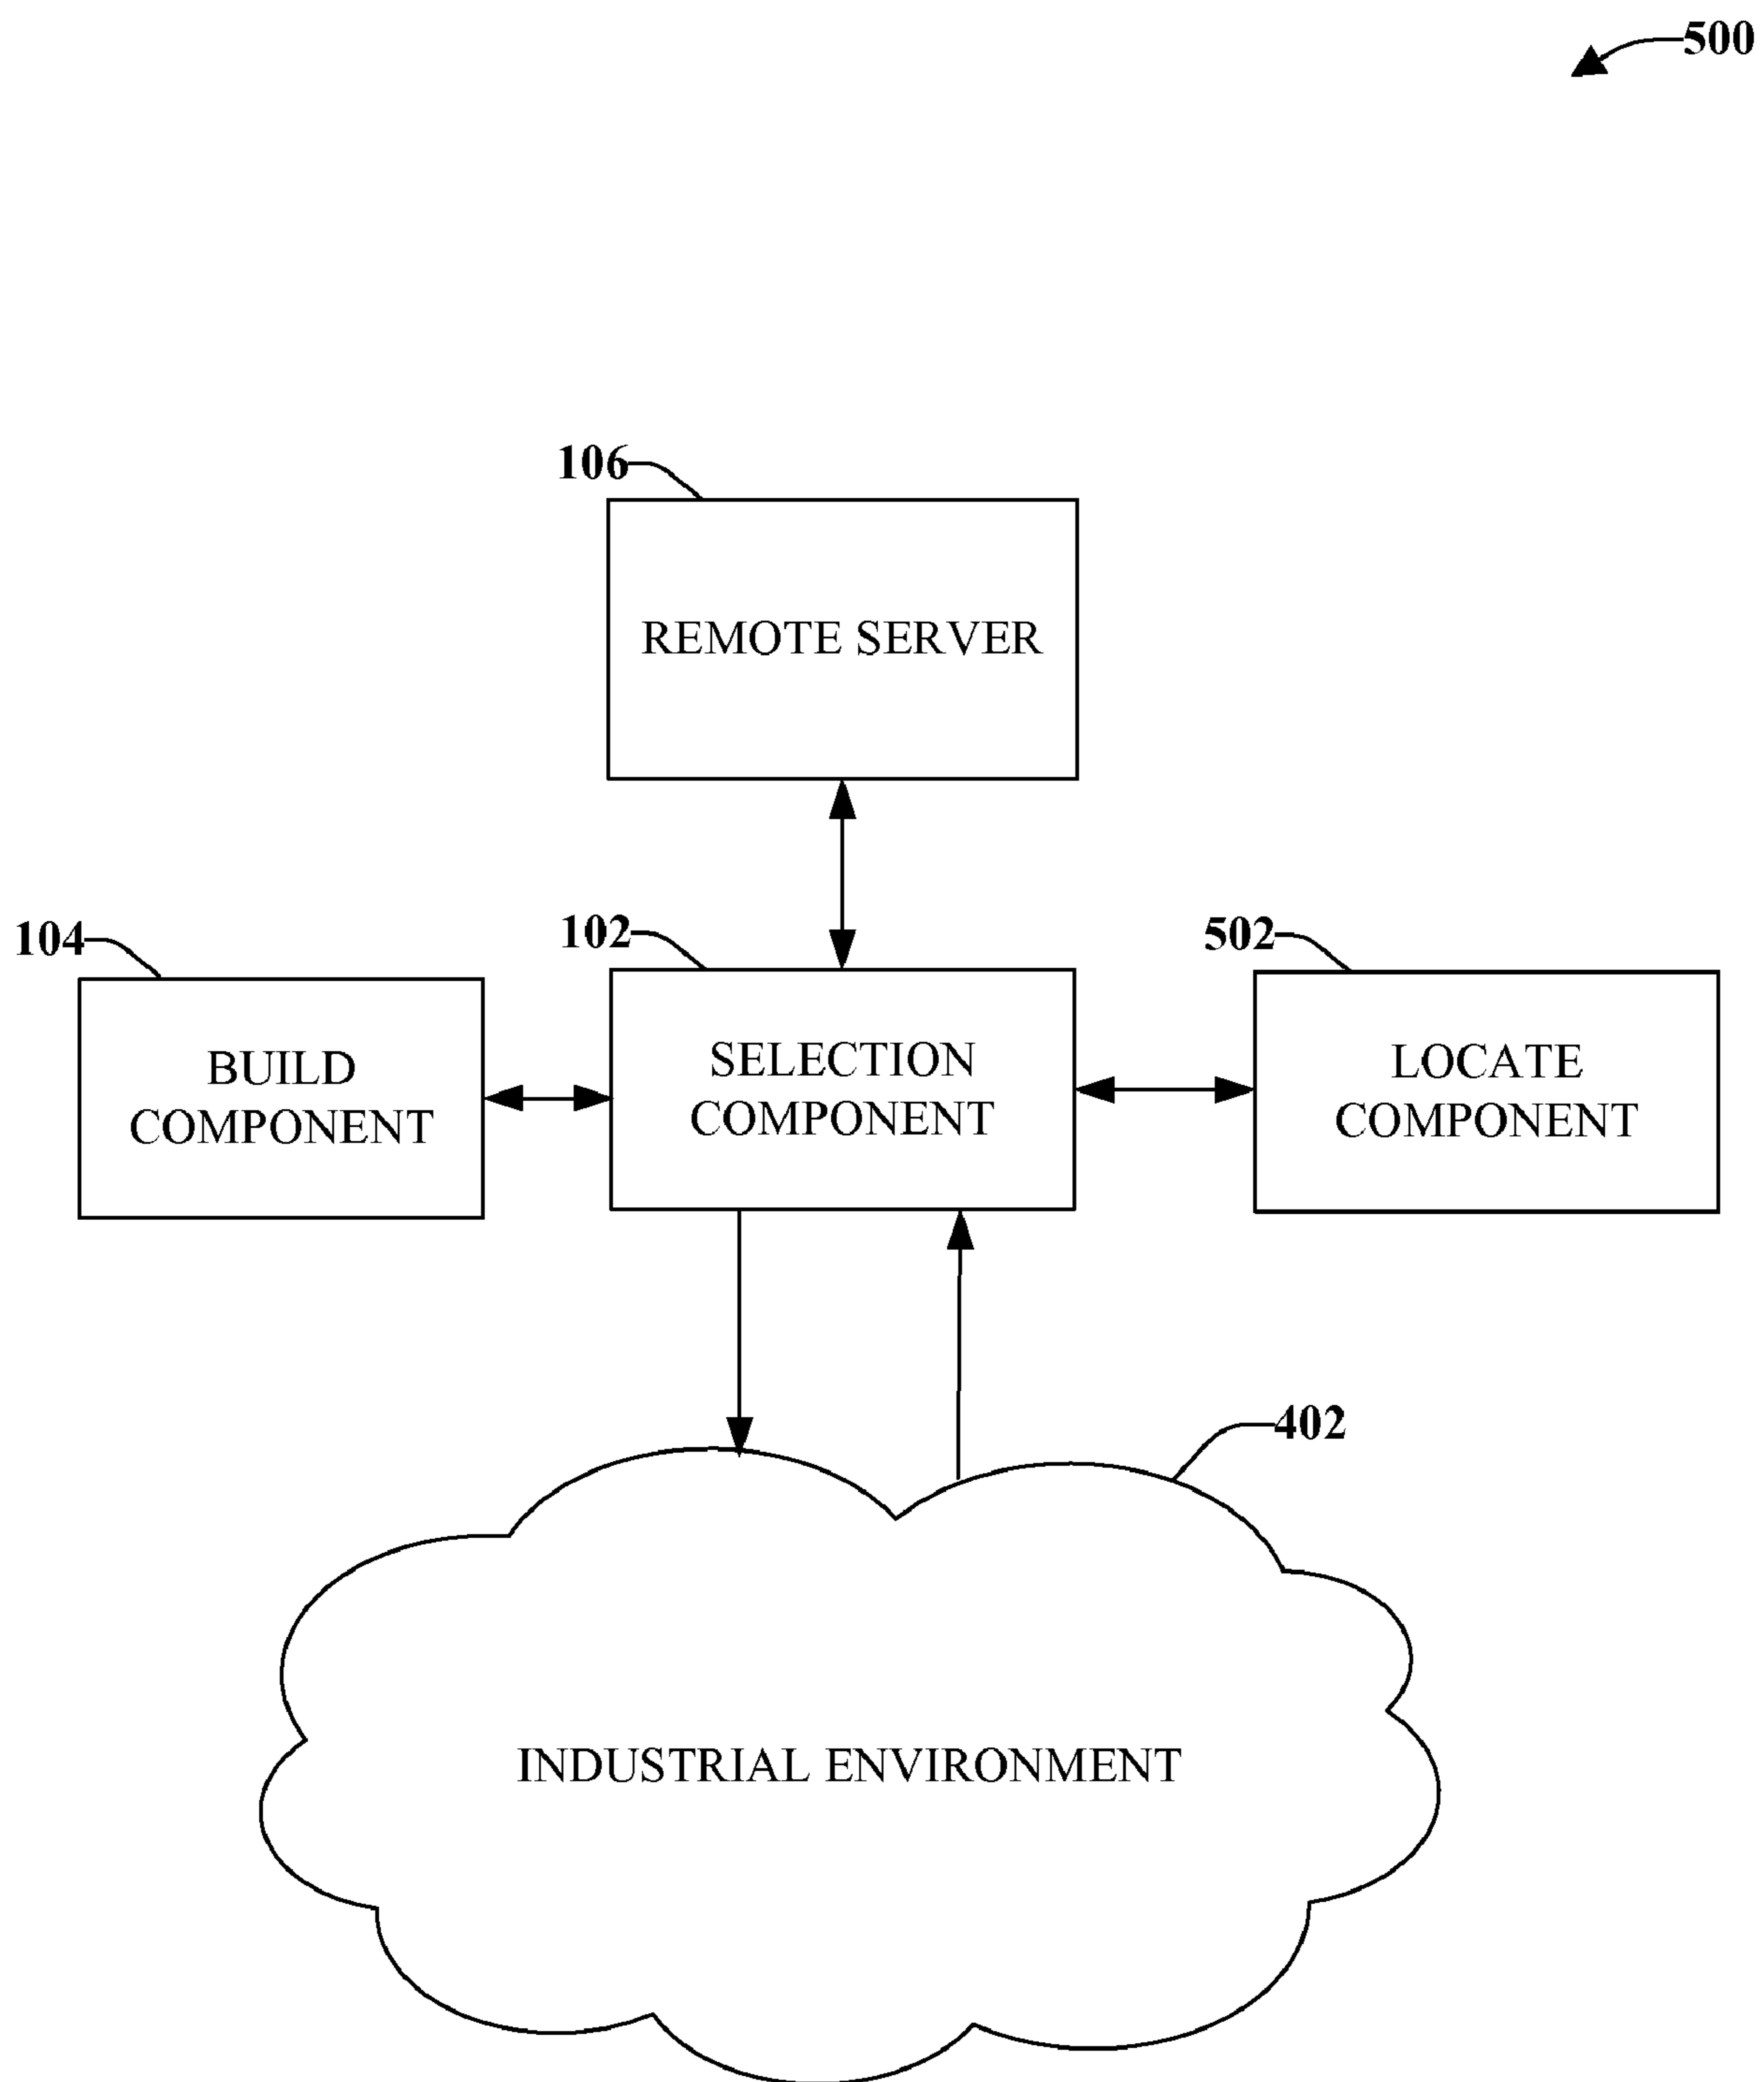 500
106
REMOTE SERVER
104
102
502
BUILD
COMPONENT
SELECTION
COMPONENT
LOCATE
COMPONENT
402
INDUSTRIAL ENVIRONMENT